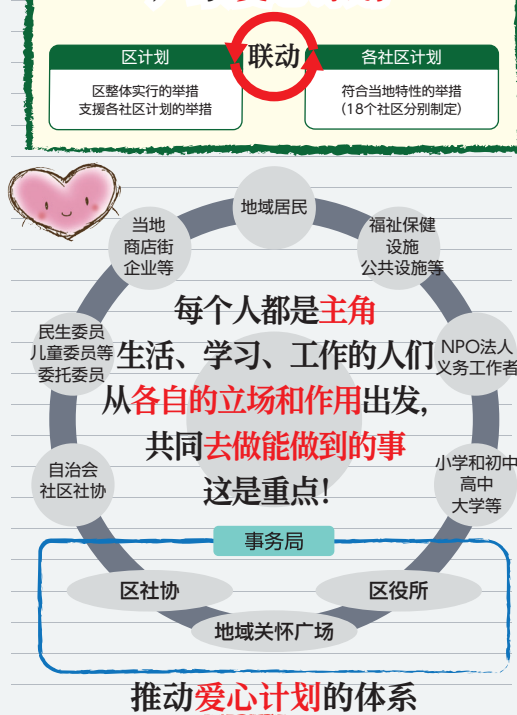 联动
区计划
区整体实行的举措
支援各社区计划的举措
各社区计划
符合当地特性的举措
(18个社区分别制定)
地域居民
当地
商店街
企业等
福祉保健
设施
公共设施等
民生委员
儿童委员等
委托委员
NPO法人
义务工作者
自治会
社区社协
小学和初中
高中
大学等
每个人都是主角
生活、学习、工作的人们
从各自的立场和作用出发,
共同去做能做到的事
这是重点!
事务局
区社协
区役所
地域关怀广场
推动爱心计划的体系